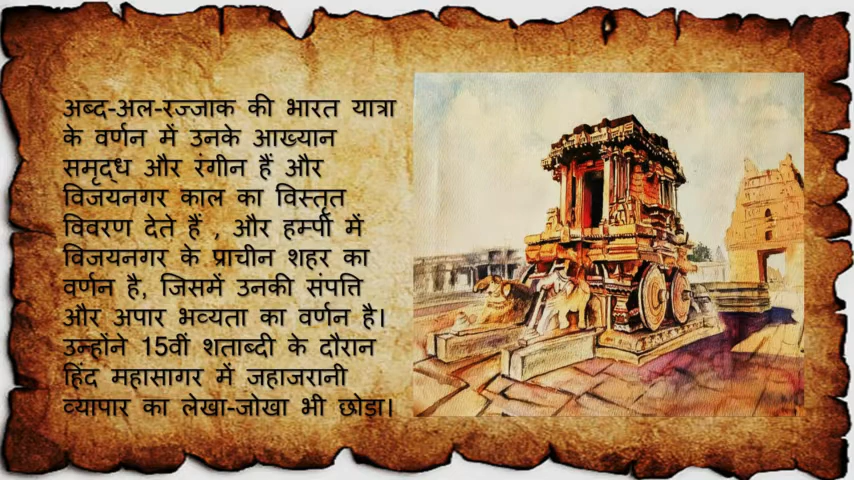 अब्द-अल-रज्जाक की भारत यात्रा
के वर्णन में उनके आख्यान
समृद्ध और रंगीन हैं और
विजयनगर काल का विस्तृत
विवरण देते हैं , और हम्पी में
विजयनगर के प्राचीन शहर का
वर्णन है, जिसमें उनकी संपत्ति
और अपार भव्यता का वर्णन है।
उन्होंने 15वीं शताब्दी के दौरान
हिंद महासागर में जहाजरानी
व्यापार का लेखा-जोखा भी छोड़ा।